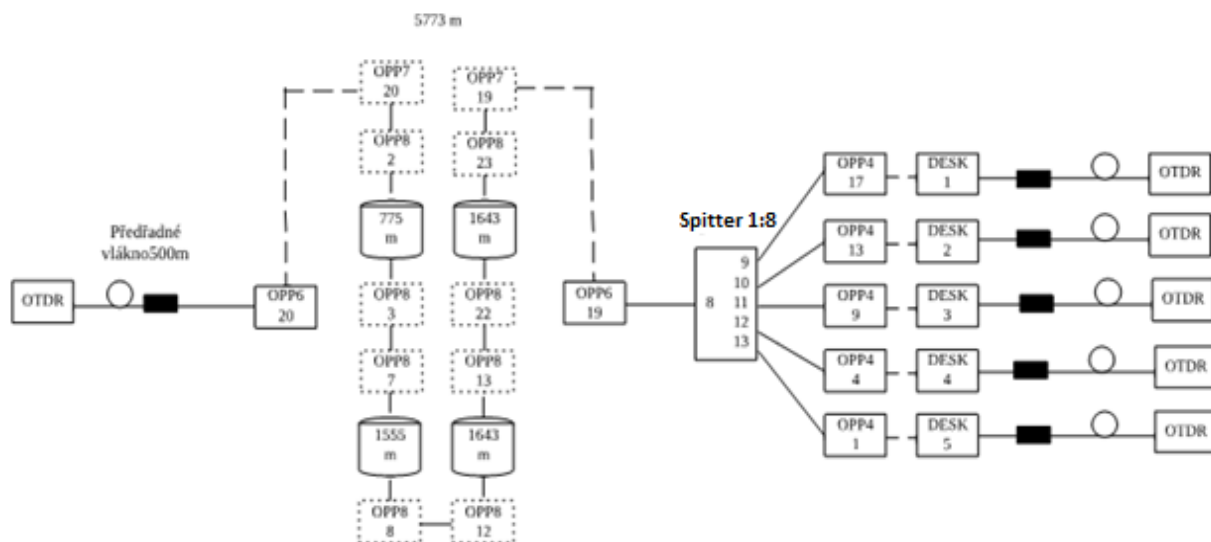 5773 m
OPP7
20
OPP7
19
OPP8
2
OPP8
23
775
m
1643
m
OPP8
3
OPP8
22
OPP8
7
OPP8
13
1555
m
1643
m
OPP8
8
OPP8
12
Předřadné
vlákno500m
OTDR
OPP6
20
OPP6
19
Spitter 1:8
8
9
10
11
12
13
OPP4
17
DESK
1
OTDR
OPP4
13
DESK
2
OTDR
OPP4
9
DESK
3
OTDR
OPP4
4
DESK
4
OTDR
OPP4
1
DESK
5
OTDR